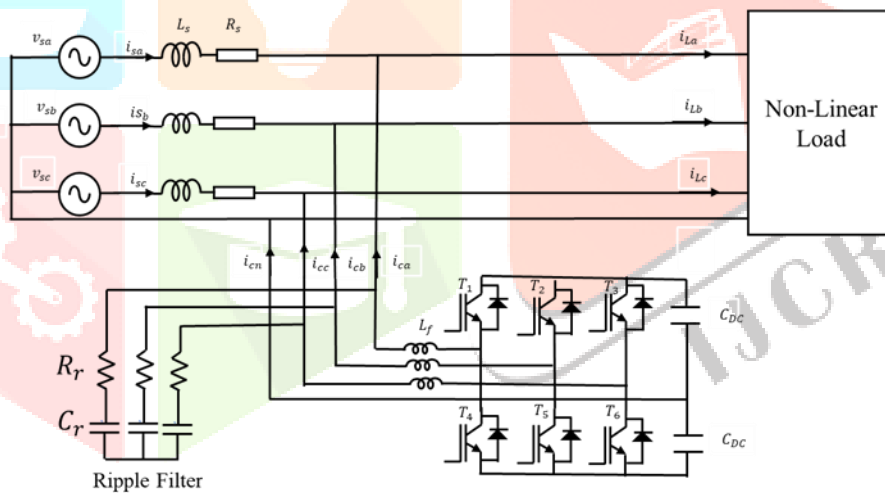 v_sa i_sa L_s R_s i_La
v_sb is_b i_Lb
Non-Linear
Load
v_sc i_sc i_Lc
i_cn i_cc i_cb i_ca
T_1 T_2 T_3
L_f C_DC
R_r
C_r
T_4 T_5 T_6
C_DC
Ripple Filter
IJCR